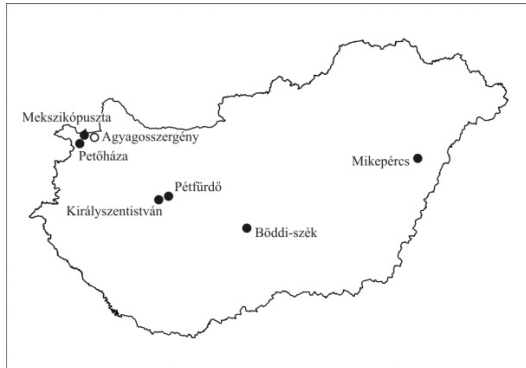 Mekszikópuszta
Agyagosszergény
Petőháza
Mikepércs
Pétfürdő
Királyszentistván
Böddi-szék